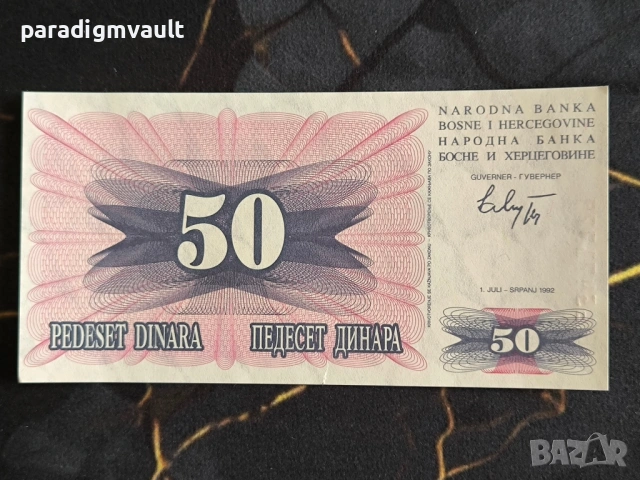 paradigmvault
NARODNA BANKA
BOSNE I HERCEGOVINE
НАРОДНА БАНКА
БОСНЕ И ХЕРЦЕГОВИНЕ
GUVERNER - ГУВЕРНЕР
50
1. JULI - SRPANJ 1992
PEDESET DINARA ПЕДЕСЕТ ДИНАРА
50
BAZAR